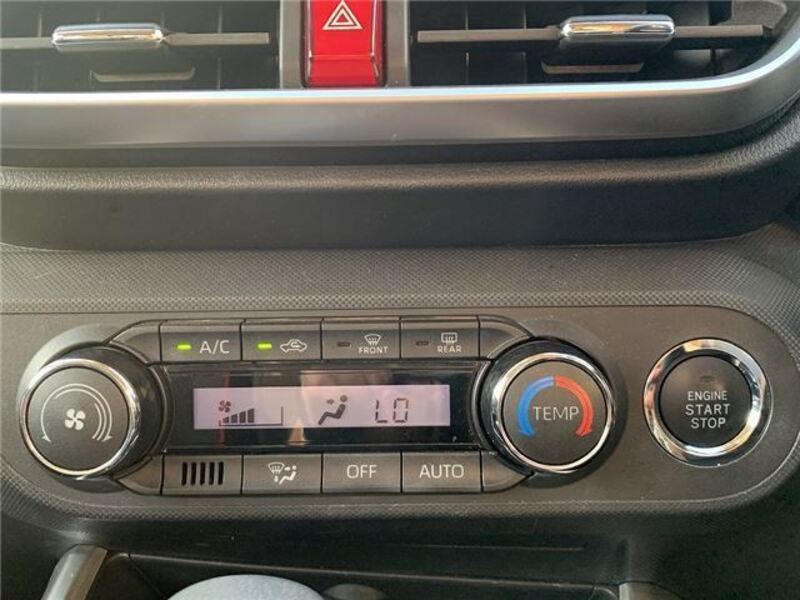 A/C
FRONT
REAR
LO
TEMP
ENGINE
START
STOP
OFF
AUTO